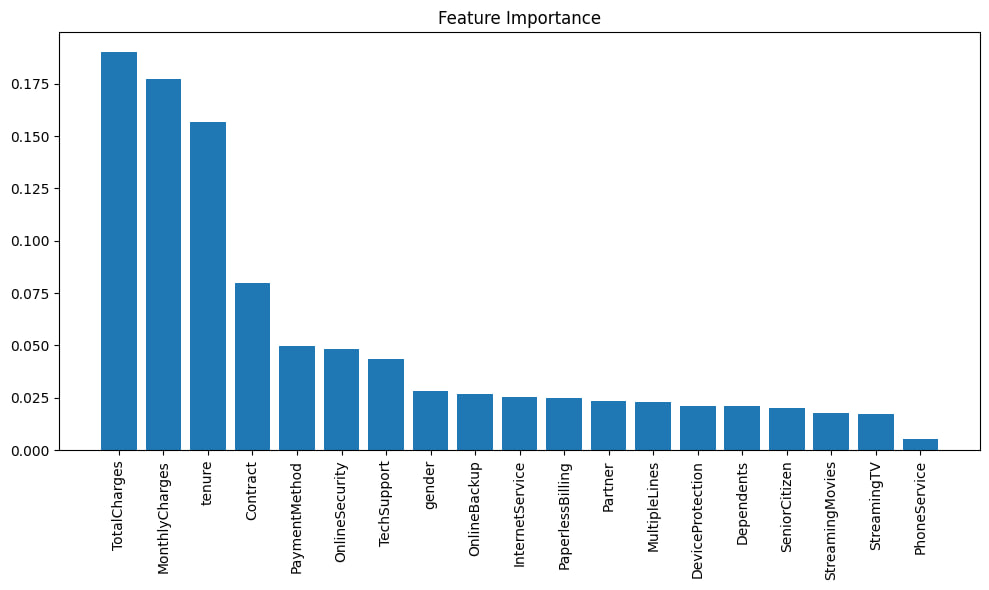 Feature Importance
0.175
0.150
0.125
0.100
0.075
0.050
0.025
0.000
TotalCharges
MonthlyCharges
tenure
Contract
PaymentMethod
OnlineSecurity
TechSupport
gender
OnlineBackup
InternetService
PaperlessBilling
Partner
MultipleLines
DeviceProtection
Dependents
SeniorCitizen
StreamingMovies
StreamingTV
PhoneService